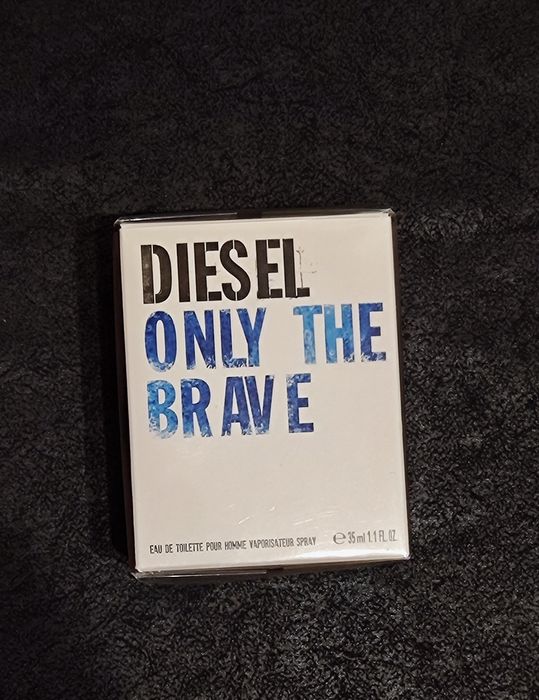 DIESEL
ONLY THE
BRAVE
EAU DE TOILETTE POUR HOMME VAPORISATEUR SPRAY ℮ 35 ml 1.1 FL. OZ.